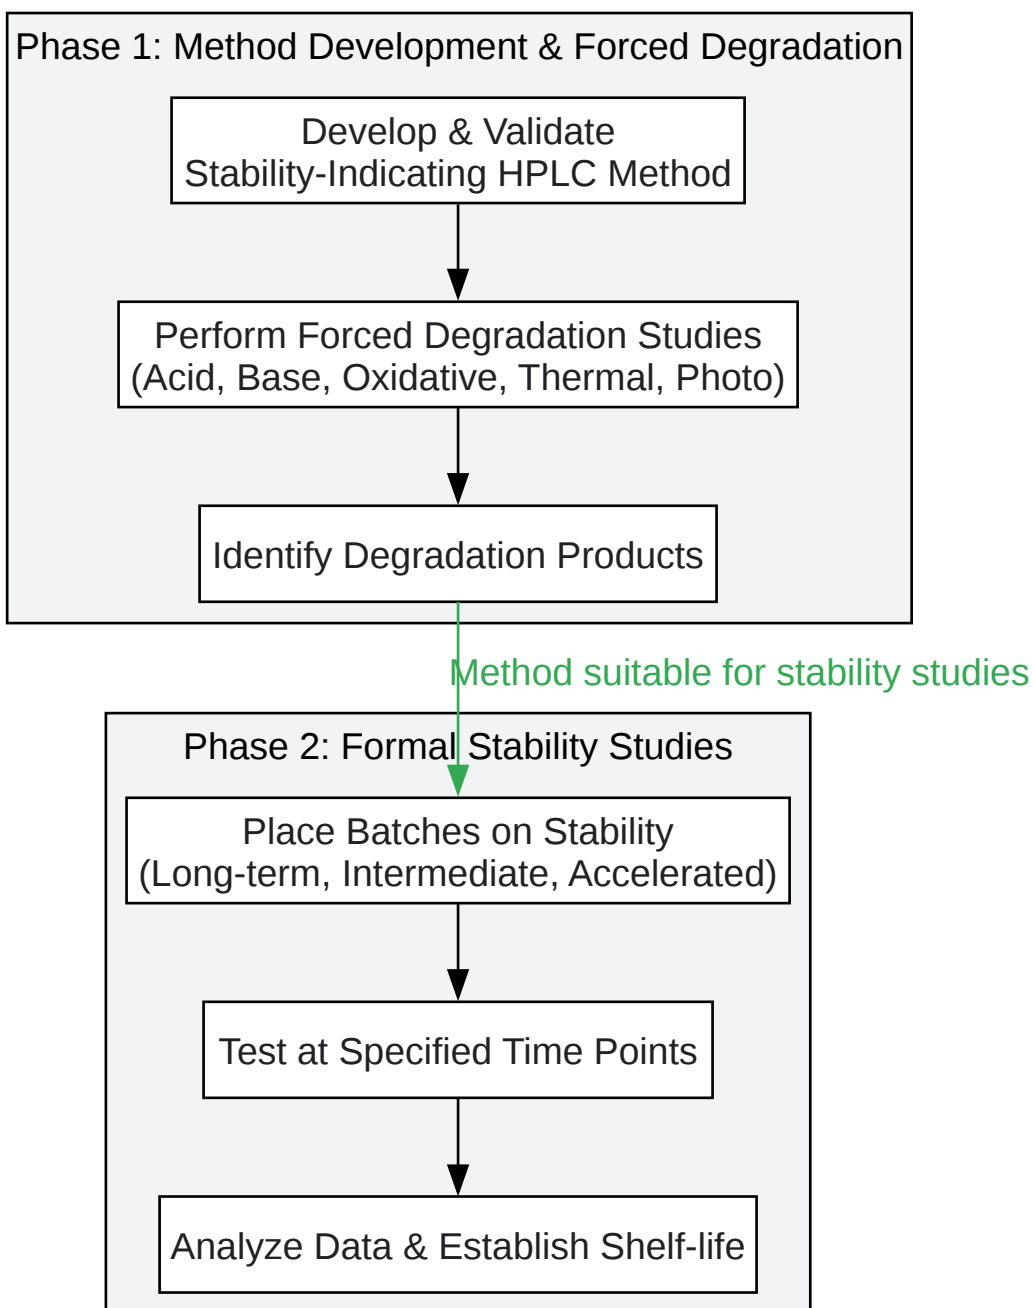 Phase 1: Method Development & Forced Degradation
Develop & Validate
Stability-Indicating HPLC Method
Perform Forced Degradation Studies
(Acid, Base, Oxidative, Thermal, Photo)
Identify Degradation Products
Method suitable for stability studies
Phase 2: Formal Stability Studies
Place Batches on Stability
(Long-term, Intermediate, Accelerated)
Test at Specified Time Points
Analyze Data & Establish Shelf-life